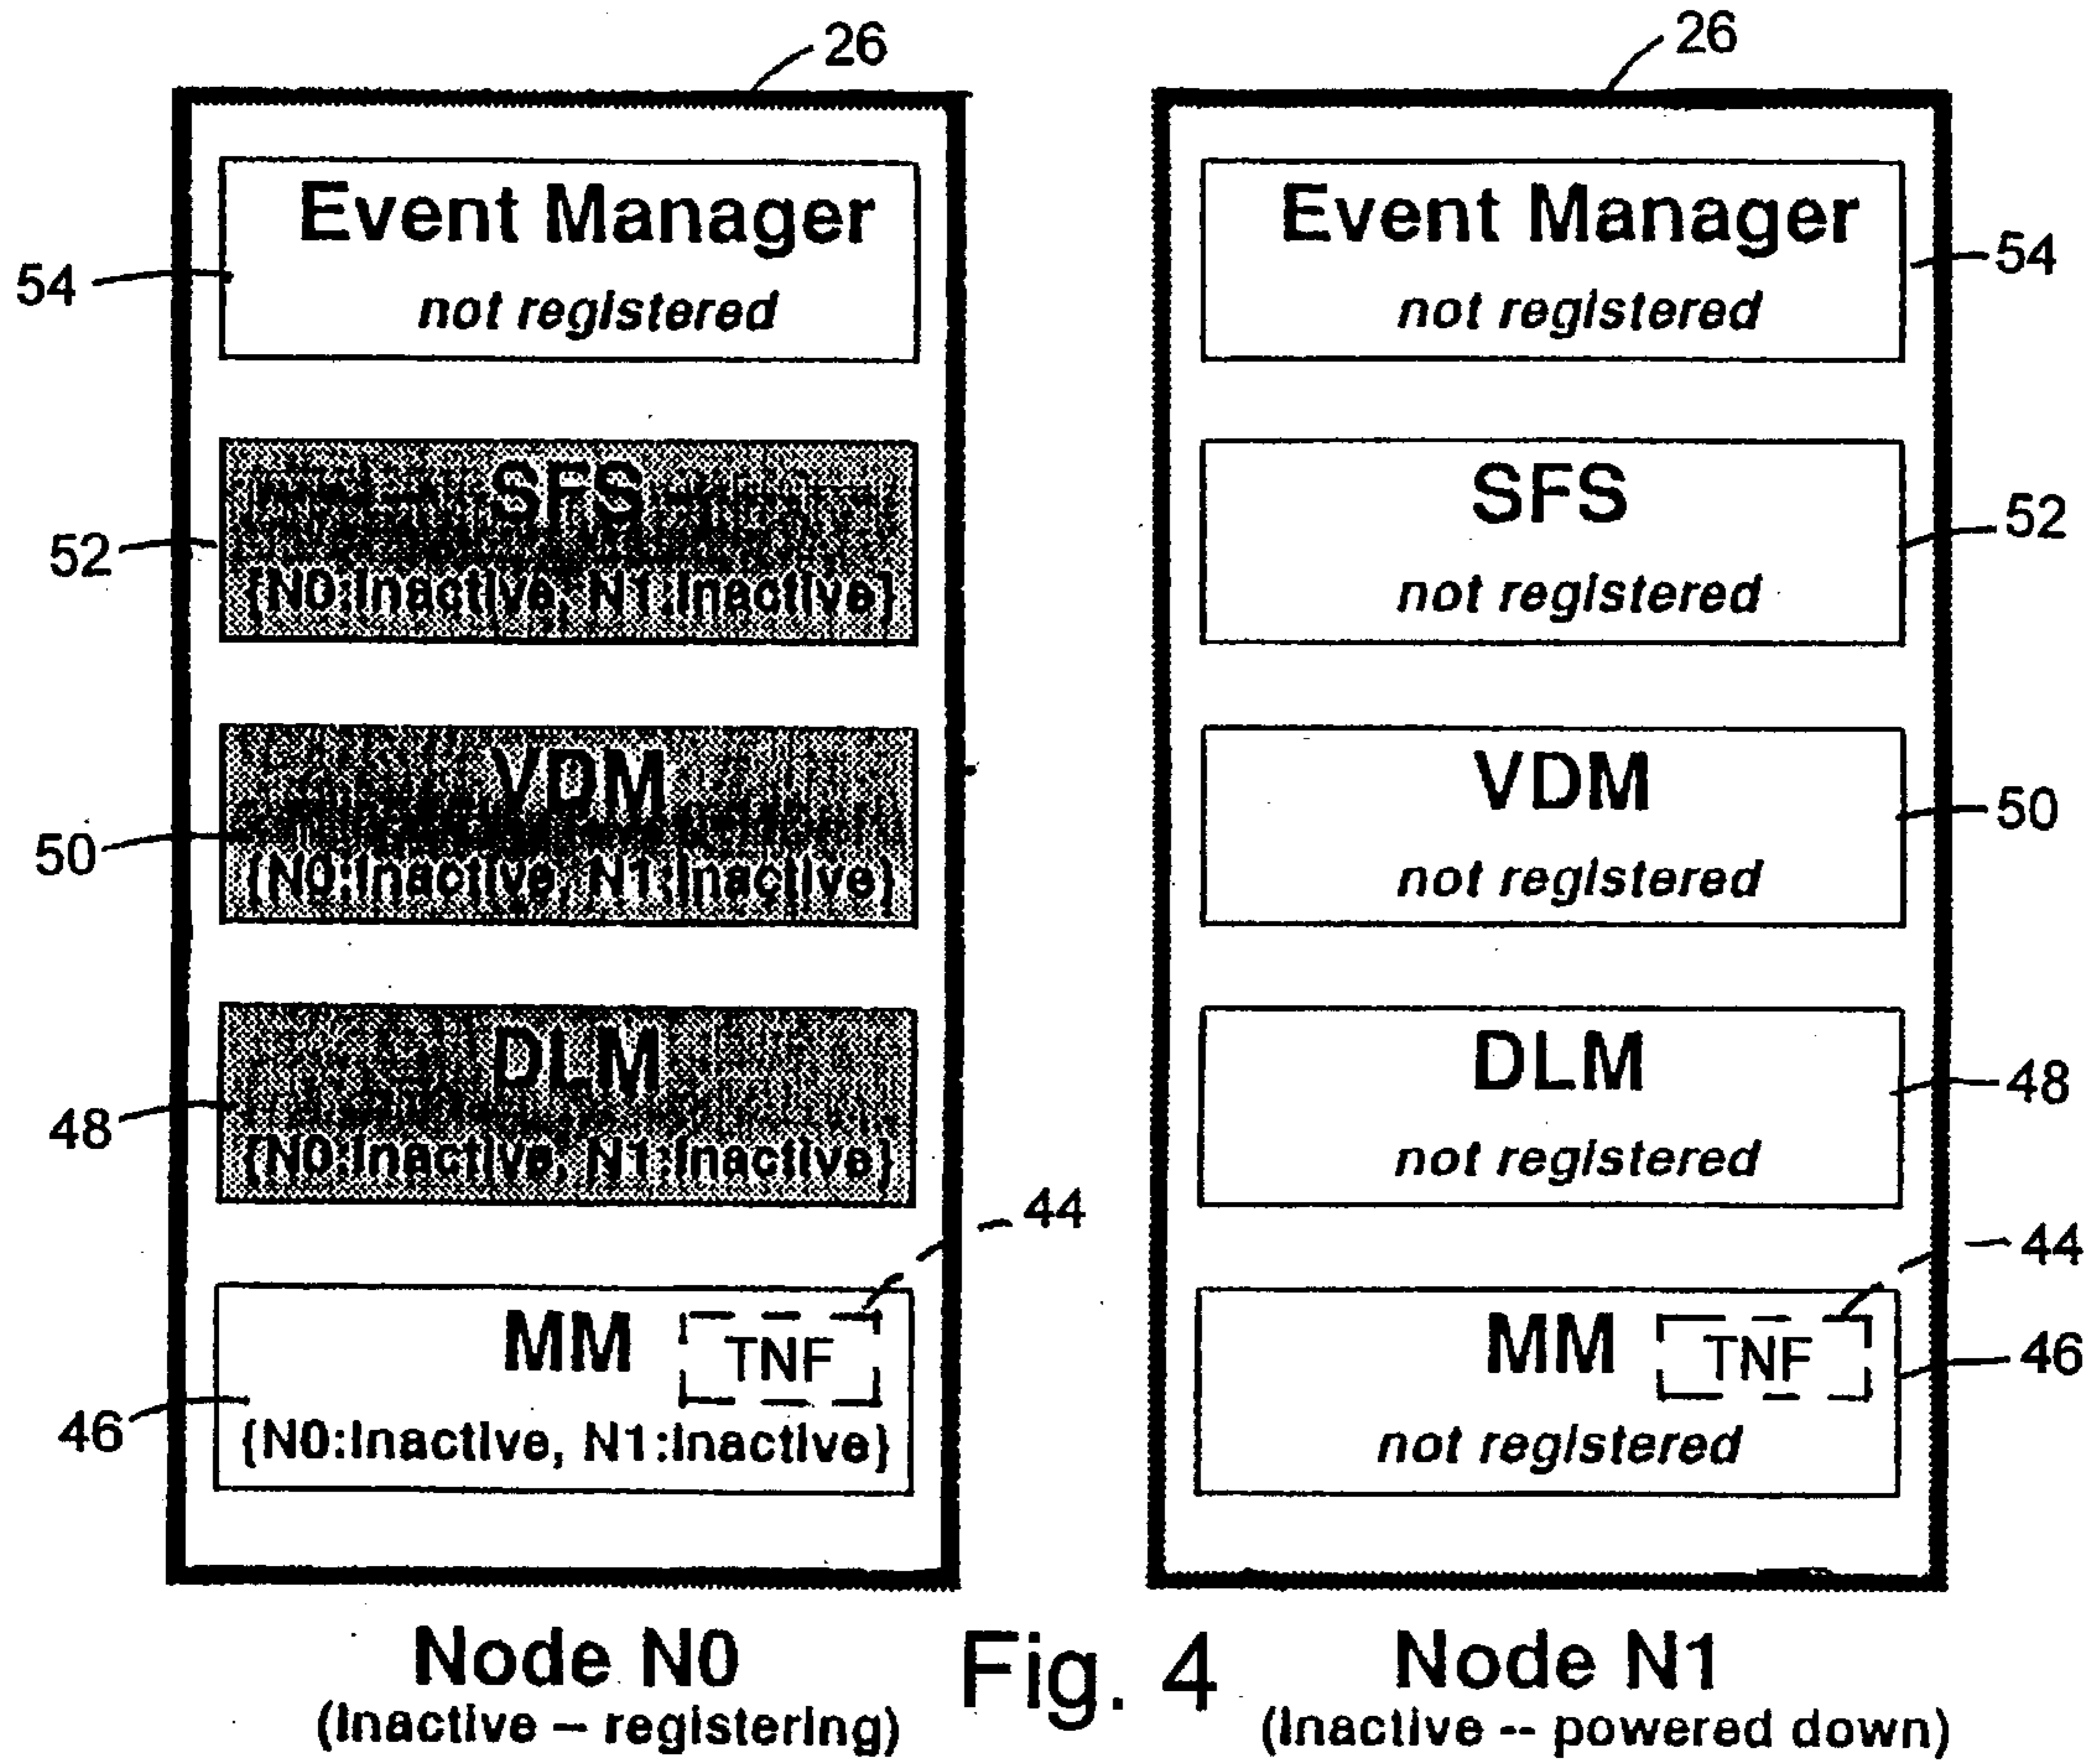 26
Event Manager
54
not registered
SFS
52
{N0:Inactive, N1:Inactive}
VDM
50
{N0:Inactive, N1:Inactive}
DLM
48
{N0:Inactive, N1:Inactive}
44
MM
TNF
46
{N0:Inactive, N1:Inactive}
Node N0
(Inactive – registering)
26
Event Manager
54
not registered
SFS
52
not registered
VDM
50
not registered
DLM
48
not registered
44
MM
TNF
46
not registered
Node N1
(Inactive -- powered down)
Fig. 4